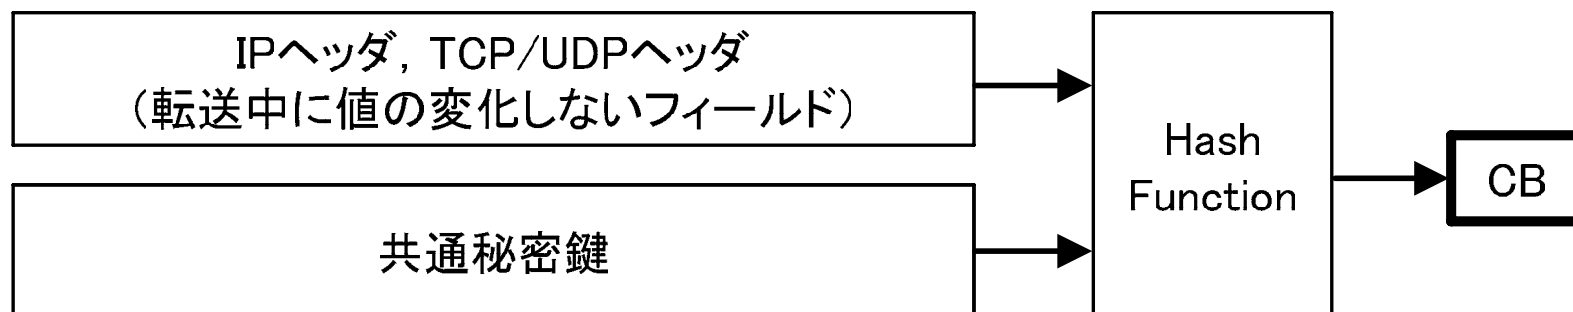 IPヘッダ, TCP/UDPヘッダ
（転送中に値の変化しないフィールド）
共通秘密鍵
Hash
Function
CB